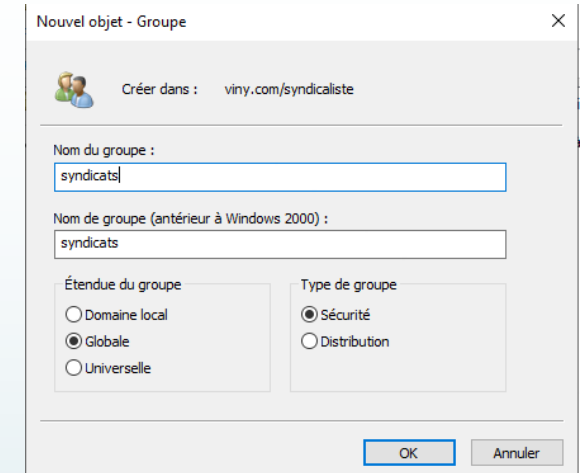 Nouvel objet - Groupe
Créer dans : viny.com/syndicaliste
Nom du groupe :
syndicats
Nom de groupe (antérieur à Windows 2000) :
syndicats
Étendue du groupe
Domaine local
Globale
Universelle
Type de groupe
Sécurité
Distribution
OK Annuler